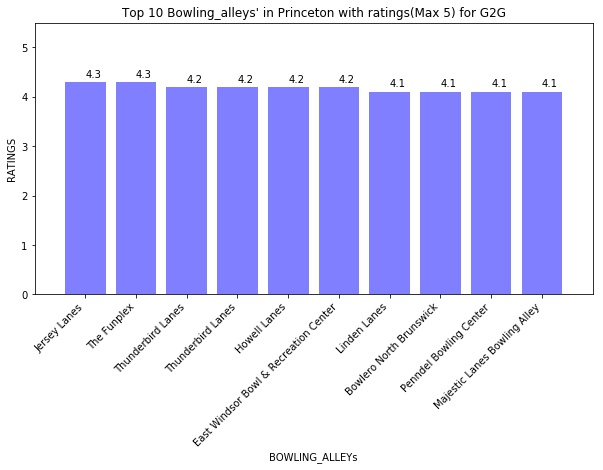 Top 10 Bowling_alleys' in Princeton with ratings(Max 5) for G2G
5
4
3
2
1
0
RATINGS
4.3
4.3
4.2
4.2
4.2
4.2
4.1
4.1
4.1
4.1
Jersey Lanes
The Funplex
Thunderbird Lanes
Thunderbird Lanes
Howell Lanes
East Windsor Bowl & Recreation Center
Linden Lanes
Bowlero North Brunswick
Penndel Bowling Center
Majestic Lanes Bowling Alley
BOWLING_ALLEYs